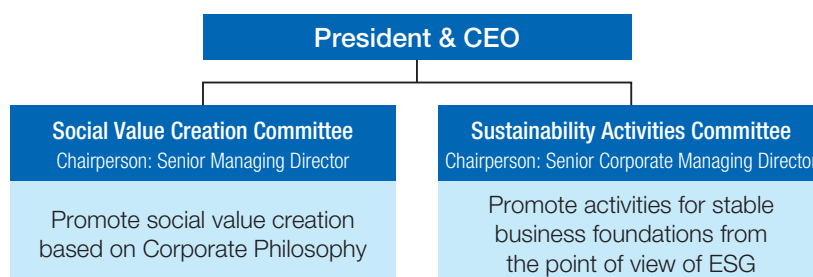 President & CEO
Social Value Creation Committee
Chairperson: Senior Managing Director
Promote social value creation
based on Corporate Philosophy
Sustainability Activities Committee
Chairperson: Senior Corporate Managing Director
Promote activities for stable
business foundations from
the point of view of ESG